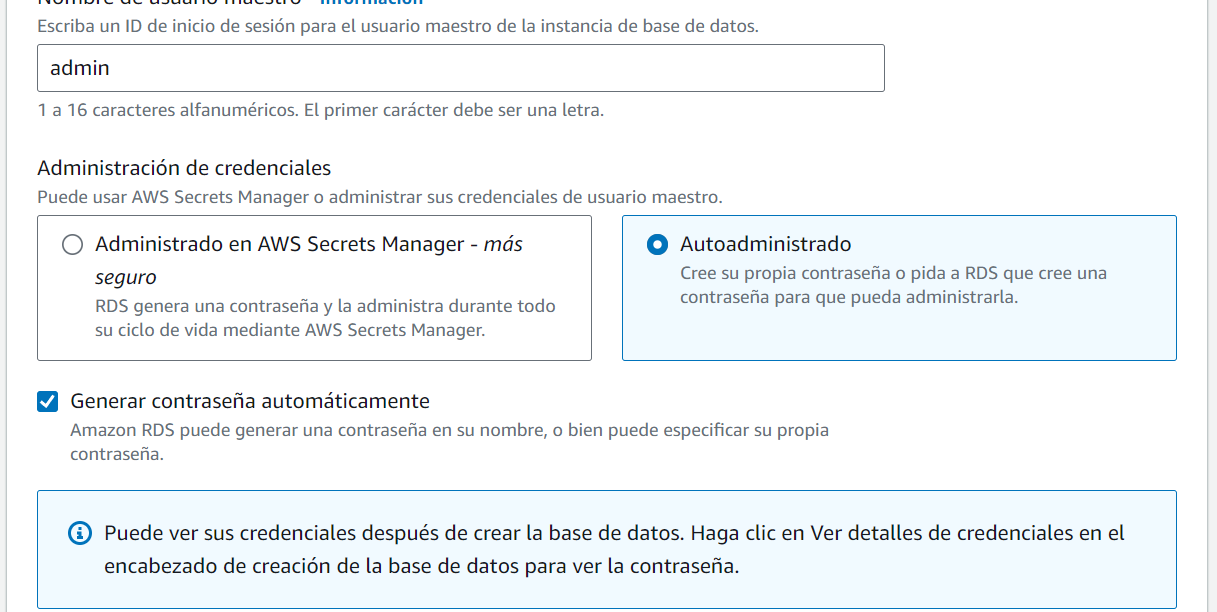 Nombre de usuario maestro Información
Escriba un ID de inicio de sesión para el usuario maestro de la instancia de base de datos.
admin
1 a 16 caracteres alfanuméricos. El primer carácter debe ser una letra.
Administración de credenciales
Puede usar AWS Secrets Manager o administrar sus credenciales de usuario maestro.
Administrado en AWS Secrets Manager - más
seguro
RDS genera una contraseña y la administra durante todo
su ciclo de vida mediante AWS Secrets Manager.
Autoadministrado
Cree su propia contraseña o pida a RDS que cree una
contraseña para que pueda administrarla.
Generar contraseña automáticamente
Amazon RDS puede generar una contraseña en su nombre, o bien puede especificar su propia
contraseña.
Puede ver sus credenciales después de crear la base de datos. Haga clic en Ver detalles de credenciales en el
encabezado de creación de la base de datos para ver la contraseña.